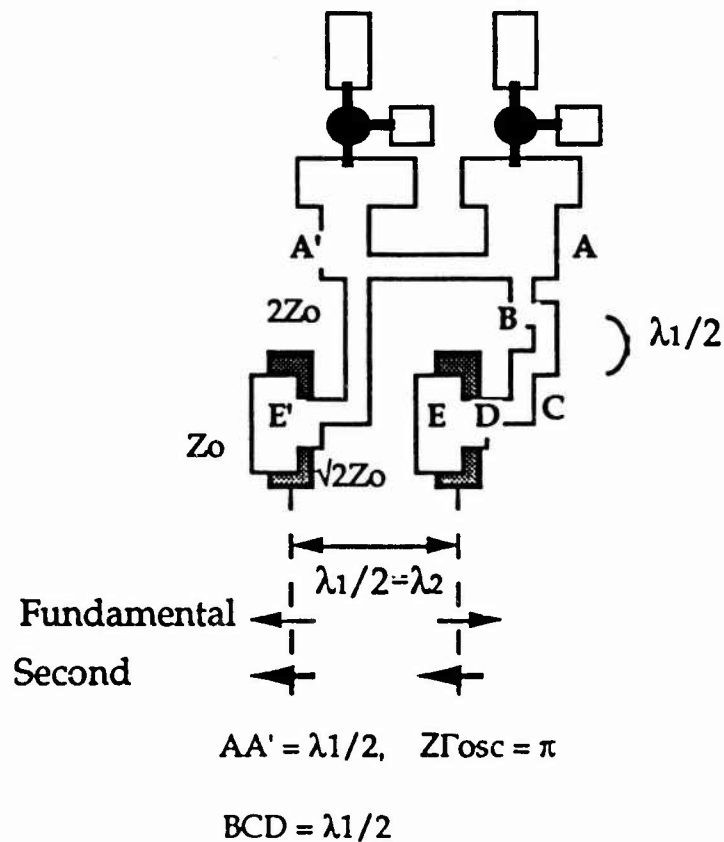 A' A
2Zo B λ1/2
E' E D C
Zo √2Zo
λ1/2=λ2
Fundamental
Second
AA' = λ1/2, ZΓosc = π
BCD = λ1/2